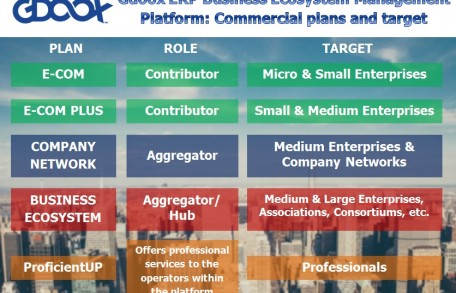 GDOOX
Gdoox ERP Business Ecosystem Management
Platform: Commercial plans and target
PLAN ROLE TARGET
E-COM Contributor Micro & Small Enterprises
E-COM PLUS Contributor Small & Medium Enterprises
COMPANY
NETWORK
Aggregator
Medium Enterprises &
Company Networks
BUSINESS
ECOSYSTEM
Aggregator/
Hub
Medium & Large Enterprises,
Associations, Consortiums, etc.
ProficientUP
Offers professional
services to the
operators within
the platform
Professionals